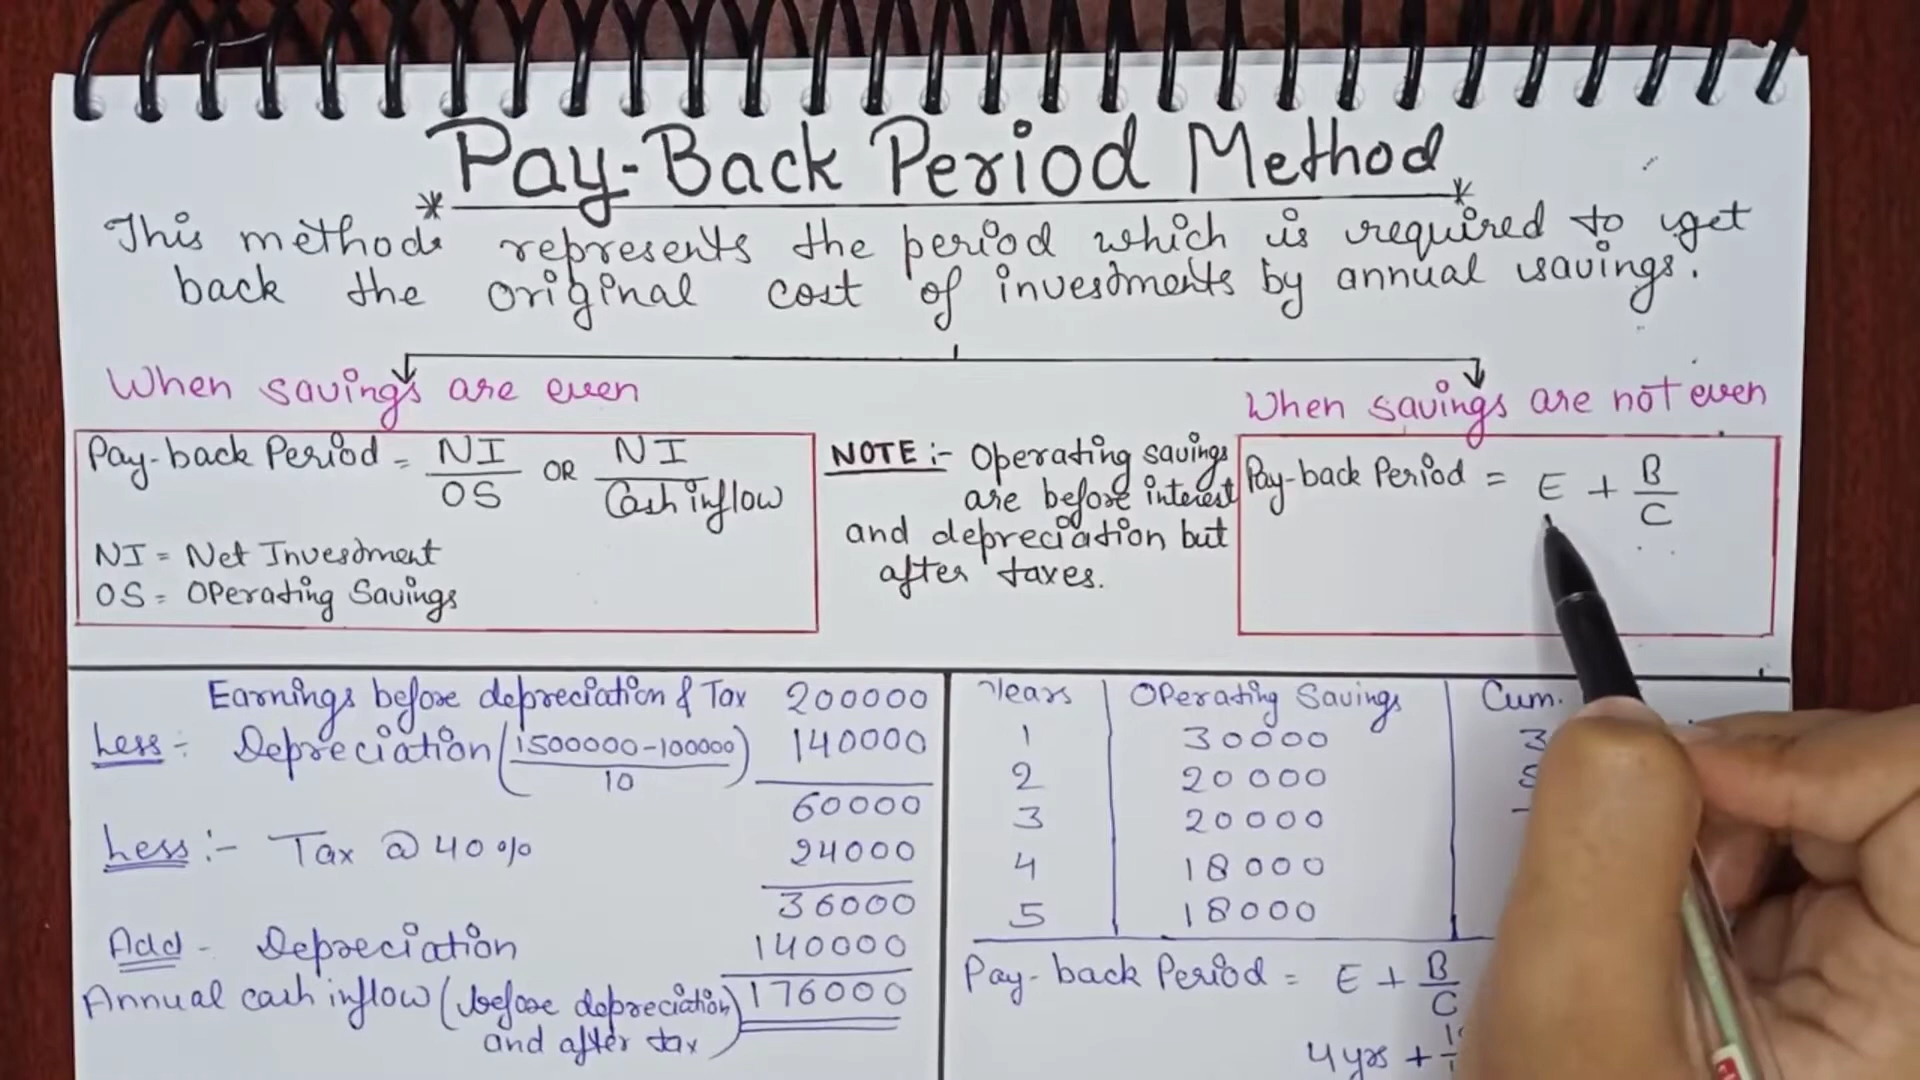 Pay-Back Period Method
This method represents the period which is required to get
back the original cost of investments by annual savings.
When savings are even
Pay-back Period = NI/OS OR NI/Cash inflow
NI = Net Investment
OS = Operating Savings
NOTE :- Operating savings
are before interest
and depreciation but
after taxes.
When savings are not even
Pay-back Period = E + B/C
Earnings before depreciation & Tax 200000
Less :- Depreciation (1500000-100000/10) 140000
60000
Less :- Tax @ 40% 24000
36000
Add - Depreciation 140000
Annual cash inflow (before depreciation 176000
and after tax)
Years Operating Savings Cum.
1 30000
2 20000
3 20000
4 18000
5 18000
Pay-back Period = E + B/C
4 yrs +